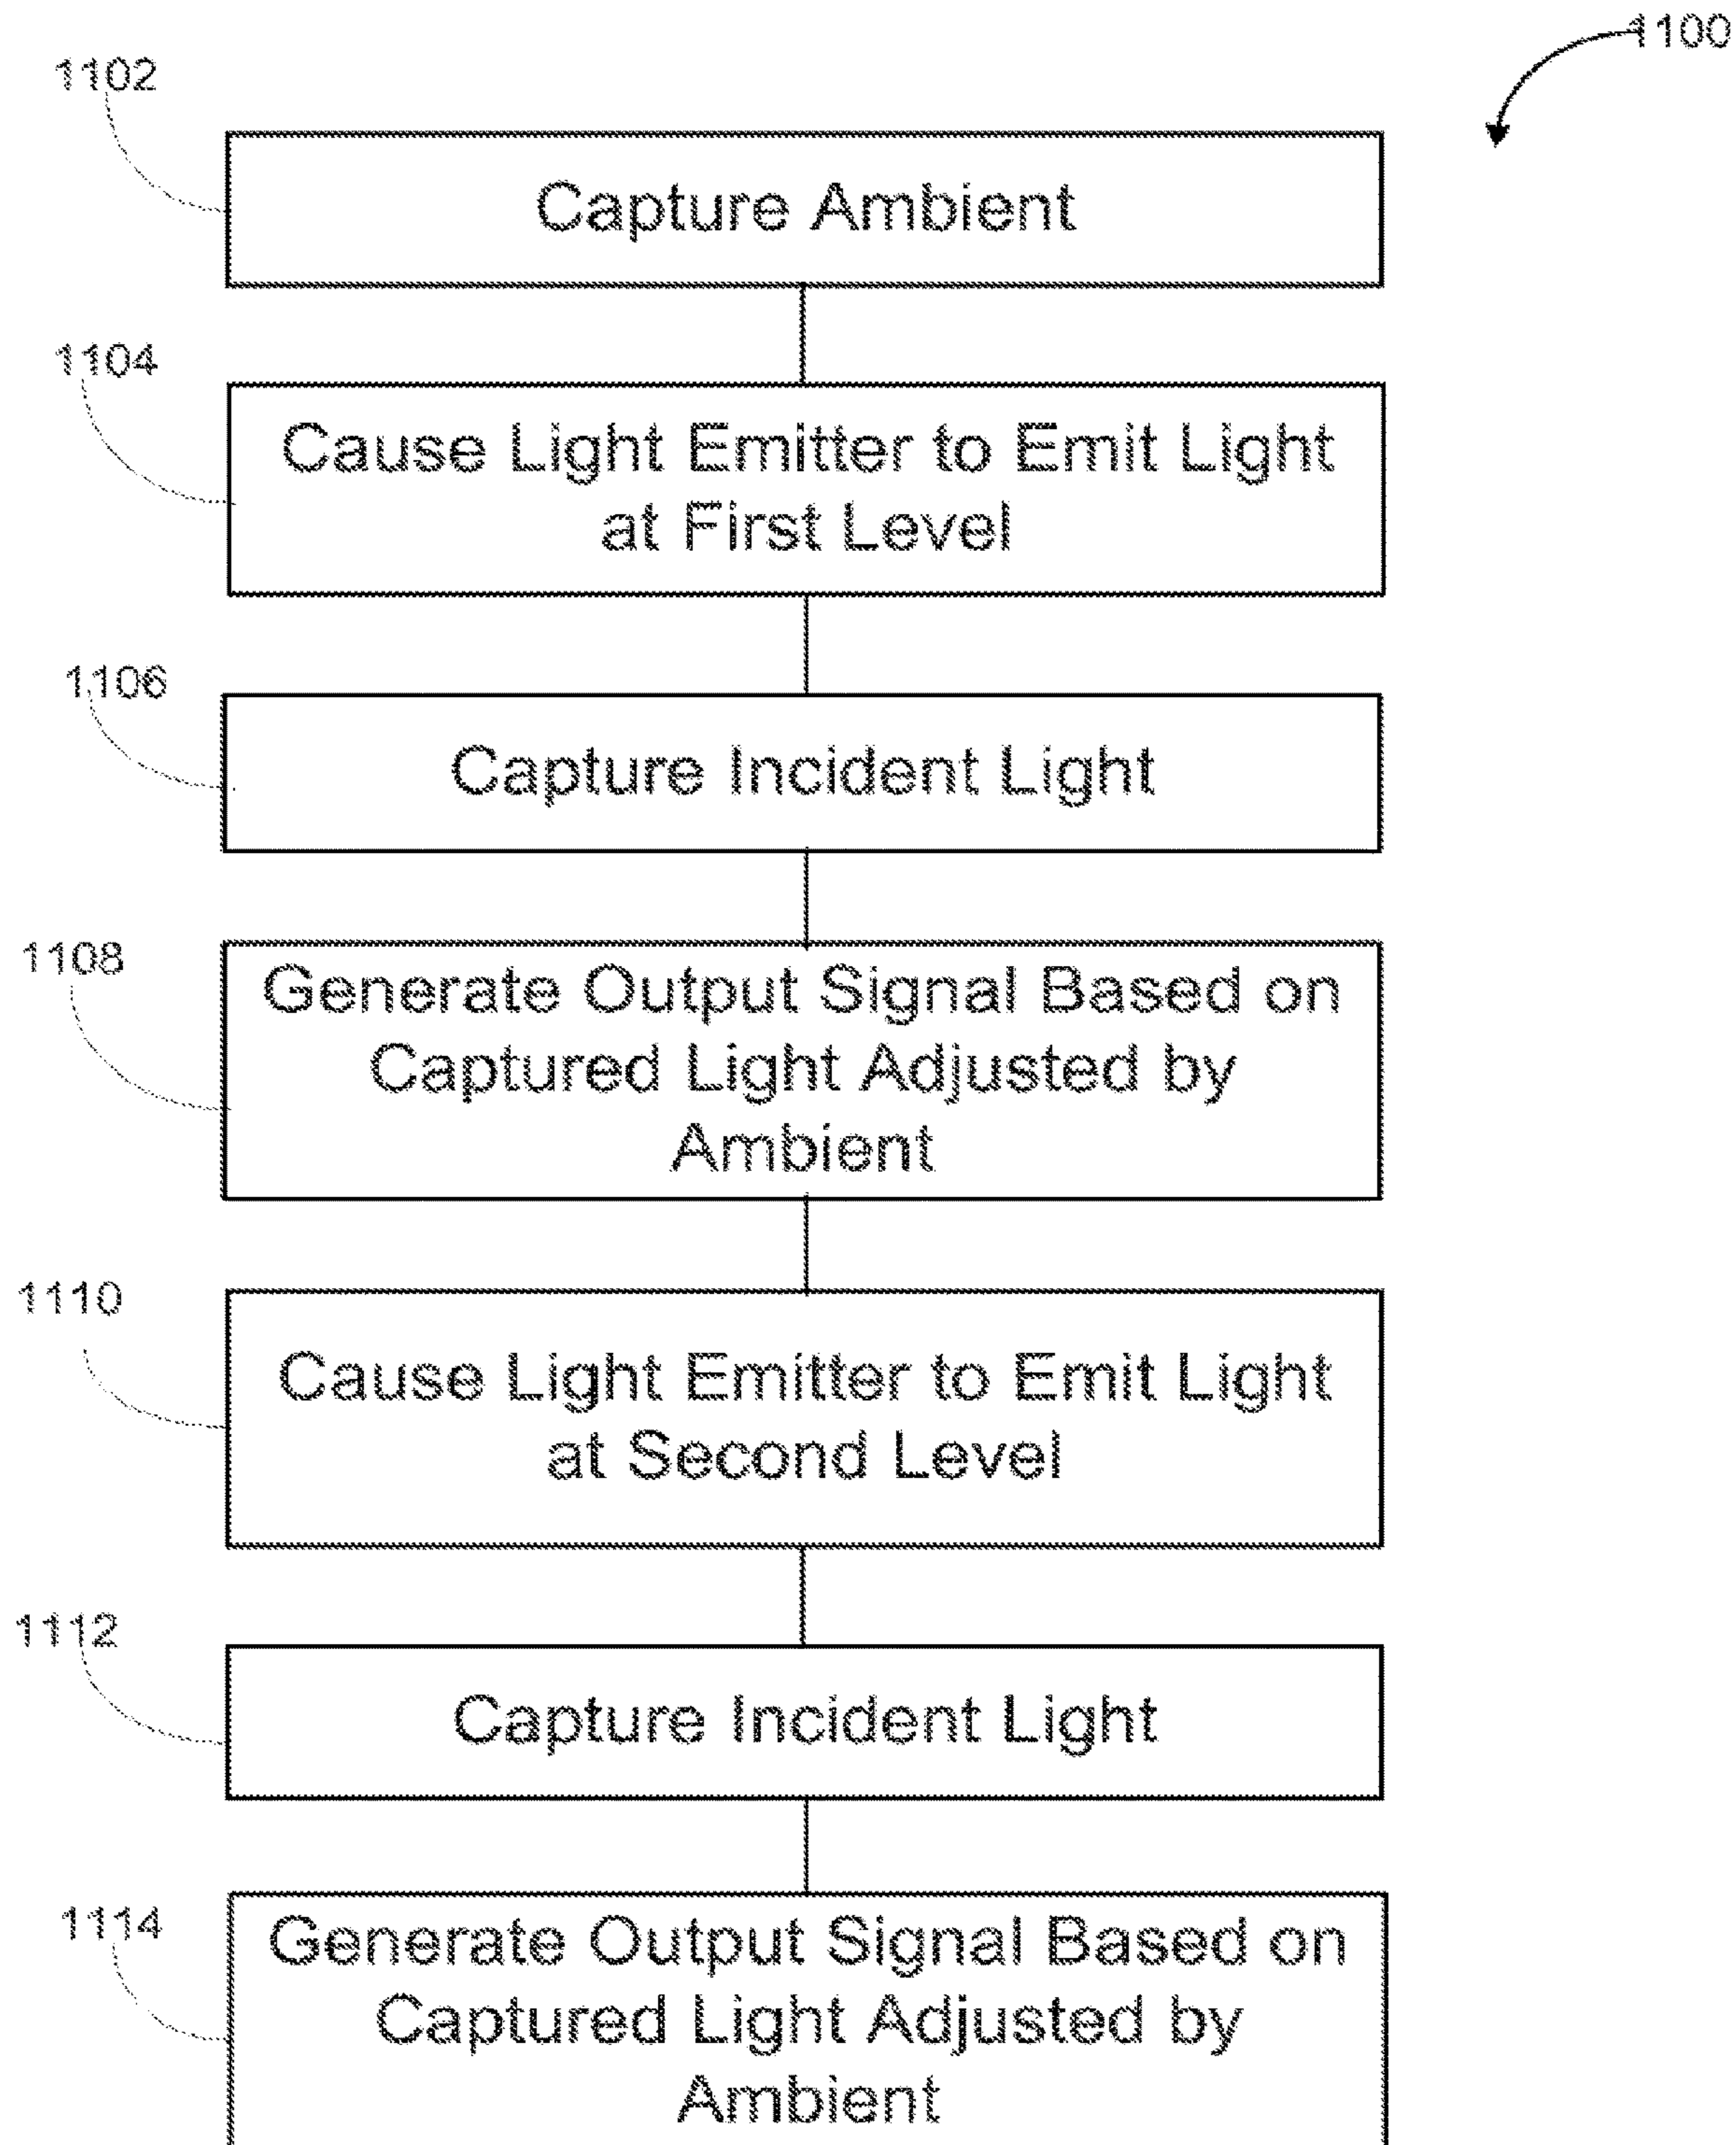 1100
1102
Capture Ambient
1104
Cause Light Emitter to Emit Light
at First Level
1106
Capture Incident Light
1108
Generate Output Signal Based on
Captured Light Adjusted by
Ambient
1110
Cause Light Emitter to Emit Light
at Second Level
1112
Capture Incident Light
1114
Generate Output Signal Based on
Captured Light Adjusted by
Ambient